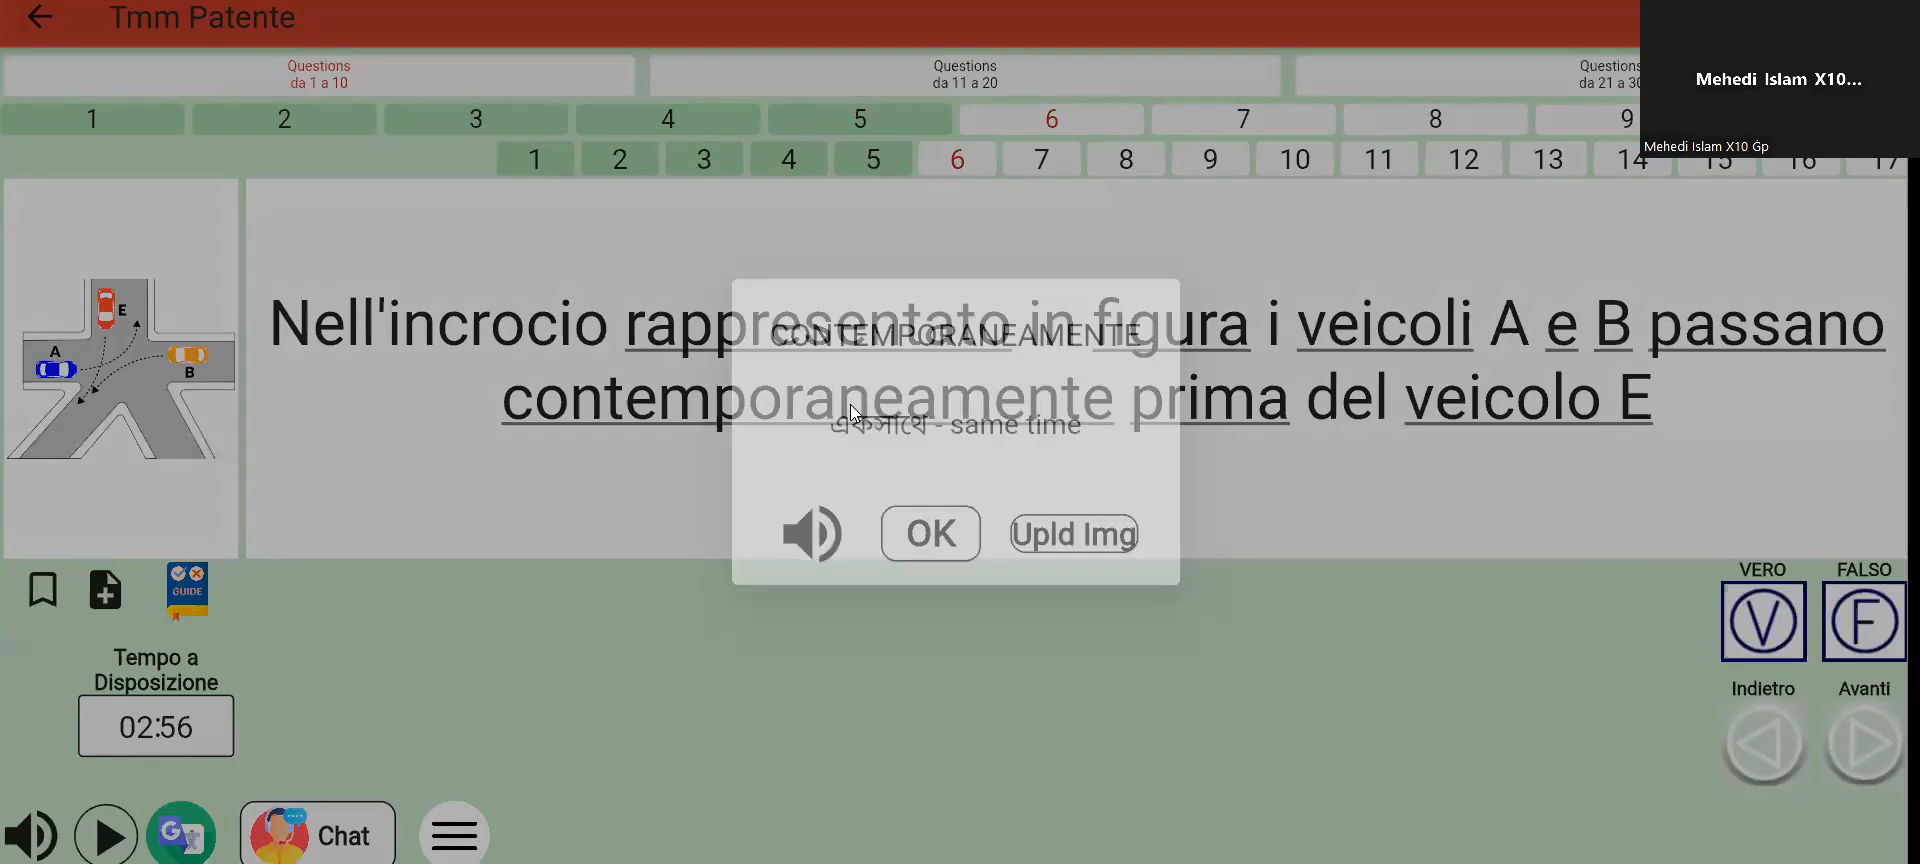 Tmm Patente
Mehedi Islam X10...
Mehedi Islam X10 Gp
Questions
da 1 a 10
Questions
da 11 a 20
Questions
da 21 a 30
1 2 3 4 5 6 7 8 9
1 2 3 4 5 6 7 8 9 10 11 12 13 14 15 16 17
E
A
B
Nell'incrocio rappresentato in figura i veicoli A e B passano
contemporaneamente prima del veicolo E
CONTEMPORANEAMENTE
একসাথে - same time
OK
Upld Img
GUIDE
VERO
FALSO
V
F
Tempo a
Disposizione
02:56
Indietro
Avanti
G
Chat